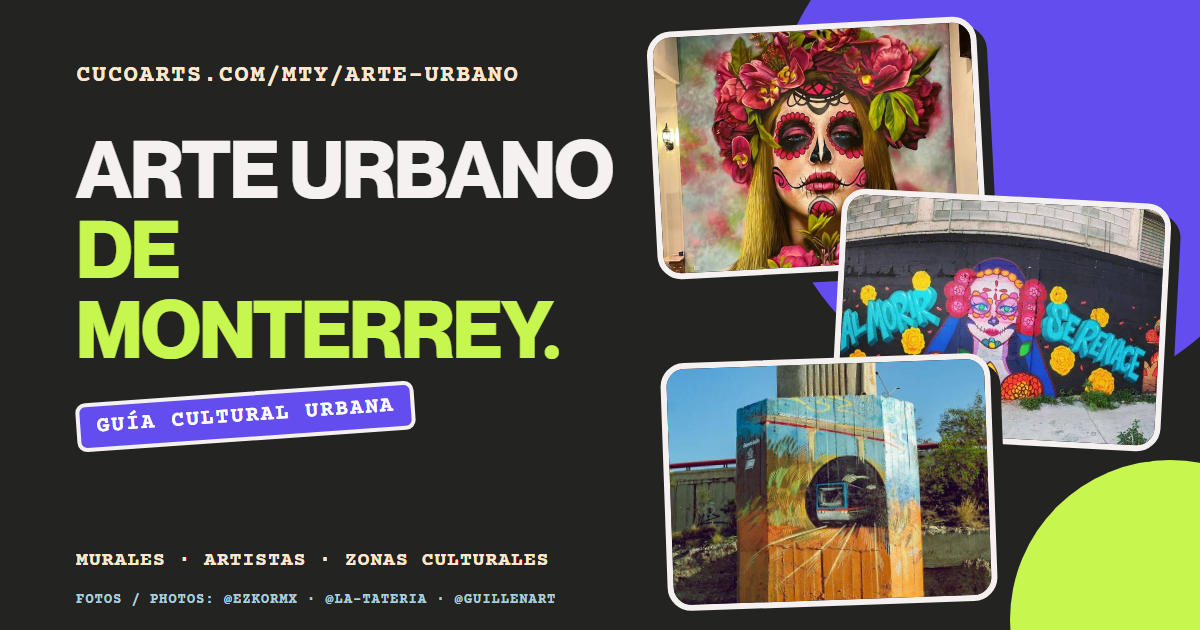 CUCOARTS.COM/MTY/ARTE-URBANO
ARTE URBANO
DE
MONTERREY.
GUÍA CULTURAL URBANA
MURALES · ARTISTAS · ZONAS CULTURALES
FOTOS / PHOTOS: @EZKORMX · @LA-TATERIA · @GUILLENART
AL MORIR
SE RENACE